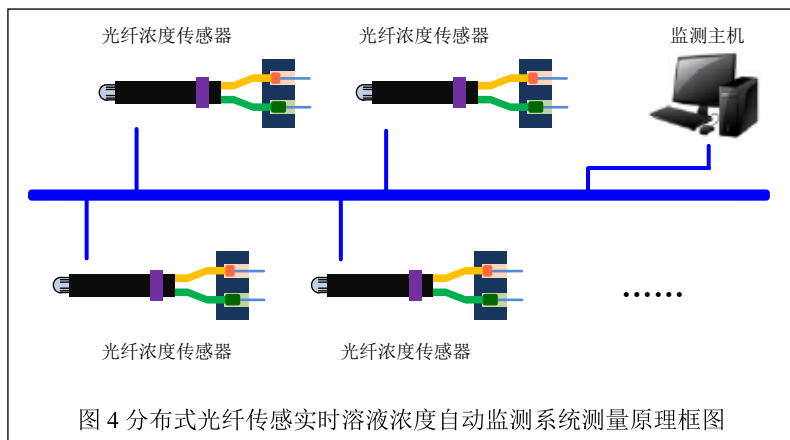 光纤浓度传感器
光纤浓度传感器
监测主机
……
光纤浓度传感器
光纤浓度传感器
图 4 分布式光纤传感实时溶液浓度自动监测系统测量原理框图